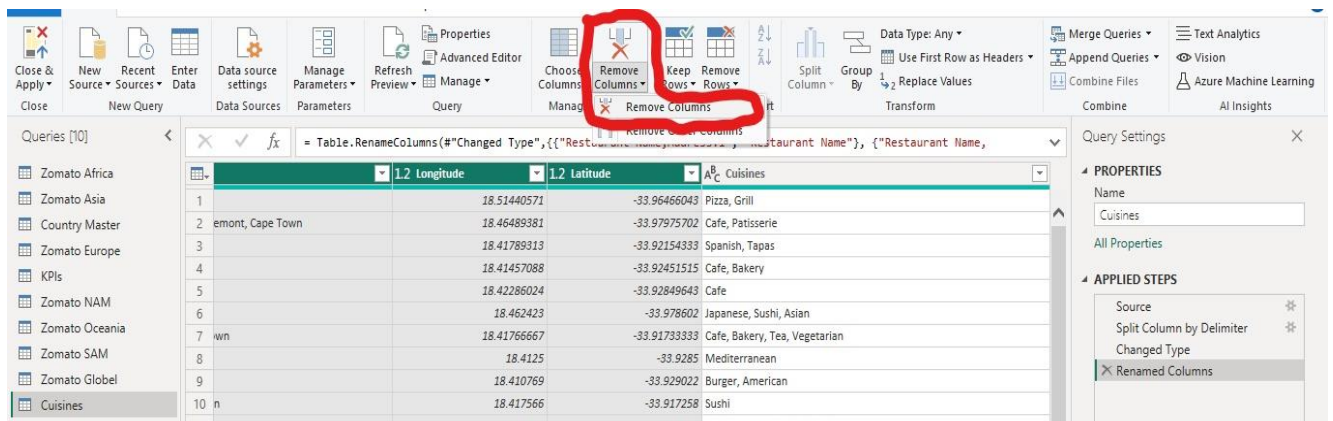 Close & Apply
New Source
Recent Sources
Enter Data
Data source settings
Manage Parameters
Refresh Preview
Properties
Advanced Editor
Manage
Choose Columns
Remove Columns
Keep Rows
Remove Rows
Split Column
Group By
Data Type: Any
Use First Row as Headers
Replace Values
Merge Queries
Append Queries
Combine Files
Text Analytics
Vision
Azure Machine Learning
Close
New Query
Data Sources
Parameters
Query
Manag
Remove Columns
Transform
Combine
AI Insights
Queries [10]
= Table.RenameColumns(#"Changed Type",{{"Restaurant Name,Address.1", "Restaurant Name"}, {"Restaurant Name,
Remove Other Columns
Query Settings
Zomato Africa
Zomato Asia
Country Master
Zomato Europe
KPIs
Zomato NAM
Zomato Oceania
Zomato SAM
Zomato Globel
Cuisines
1.2 Longitude 1.2 Latitude ABC Cuisines
1 18.51440571 -33.96466043 Pizza, Grill
2 emont, Cape Town 18.46489381 -33.97975702 Cafe, Patisserie
3 18.41789313 -33.92154333 Spanish, Tapas
4 18.41457088 -33.92451515 Cafe, Bakery
5 18.42286024 -33.92849643 Cafe
6 18.462423 -33.978602 Japanese, Sushi, Asian
7 wn 18.41766667 -33.91733333 Cafe, Bakery, Tea, Vegetarian
8 18.4125 -33.9285 Mediterranean
9 18.410769 -33.929022 Burger, American
10 n 18.417566 -33.917258 Sushi
PROPERTIES
Name
Cuisines
All Properties
APPLIED STEPS
Source
Split Column by Delimiter
Changed Type
Renamed Columns